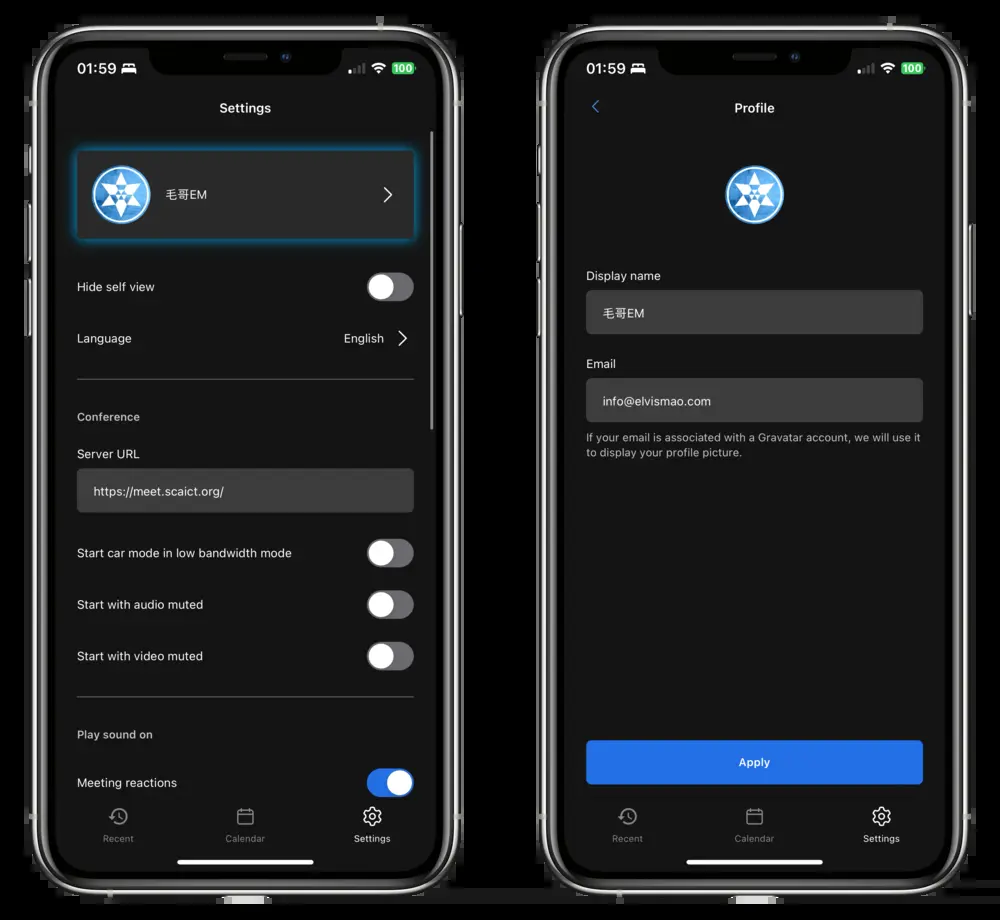 01:59
100
Settings
毛哥EM
Hide self view
Language English
Conference
Server URL
https://meet.scaict.org/
Start car mode in low bandwidth mode
Start with audio muted
Start with video muted
Play sound on
Meeting reactions
Recent Calendar Settings
01:59
100
Profile
Display name
毛哥EM
Email
info@elvismao.com
If your email is associated with a Gravatar account, we will use it
to display your profile picture.
Apply
Recent Calendar Settings